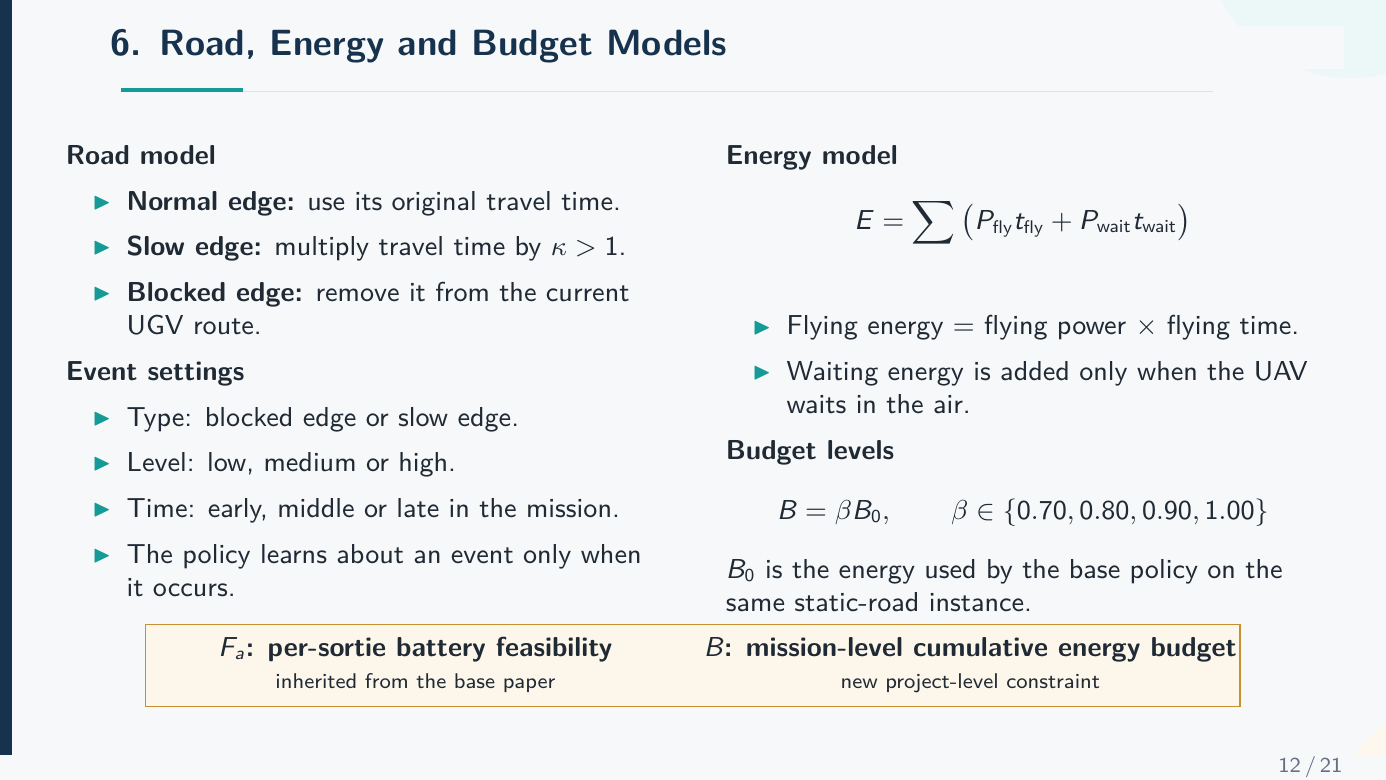 6. Road, Energy and Budget Models
Road model
▶ Normal edge: use its original travel time.
▶ Slow edge: multiply travel time by κ > 1.
▶ Blocked edge: remove it from the current
UGV route.
Event settings
▶ Type: blocked edge or slow edge.
▶ Level: low, medium or high.
▶ Time: early, middle or late in the mission.
▶ The policy learns about an event only when
it occurs.
Energy model
E = ∑ (P_fly t_fly + P_wait t_wait)
▶ Flying energy = flying power × flying time.
▶ Waiting energy is added only when the UAV
waits in the air.
Budget levels
B = βB₀, β ∈ {0.70, 0.80, 0.90, 1.00}
B₀ is the energy used by the base policy on the
same static-road instance.
Fₐ: per-sortie battery feasibility
inherited from the base paper
B: mission-level cumulative energy budget
new project-level constraint
12 / 21